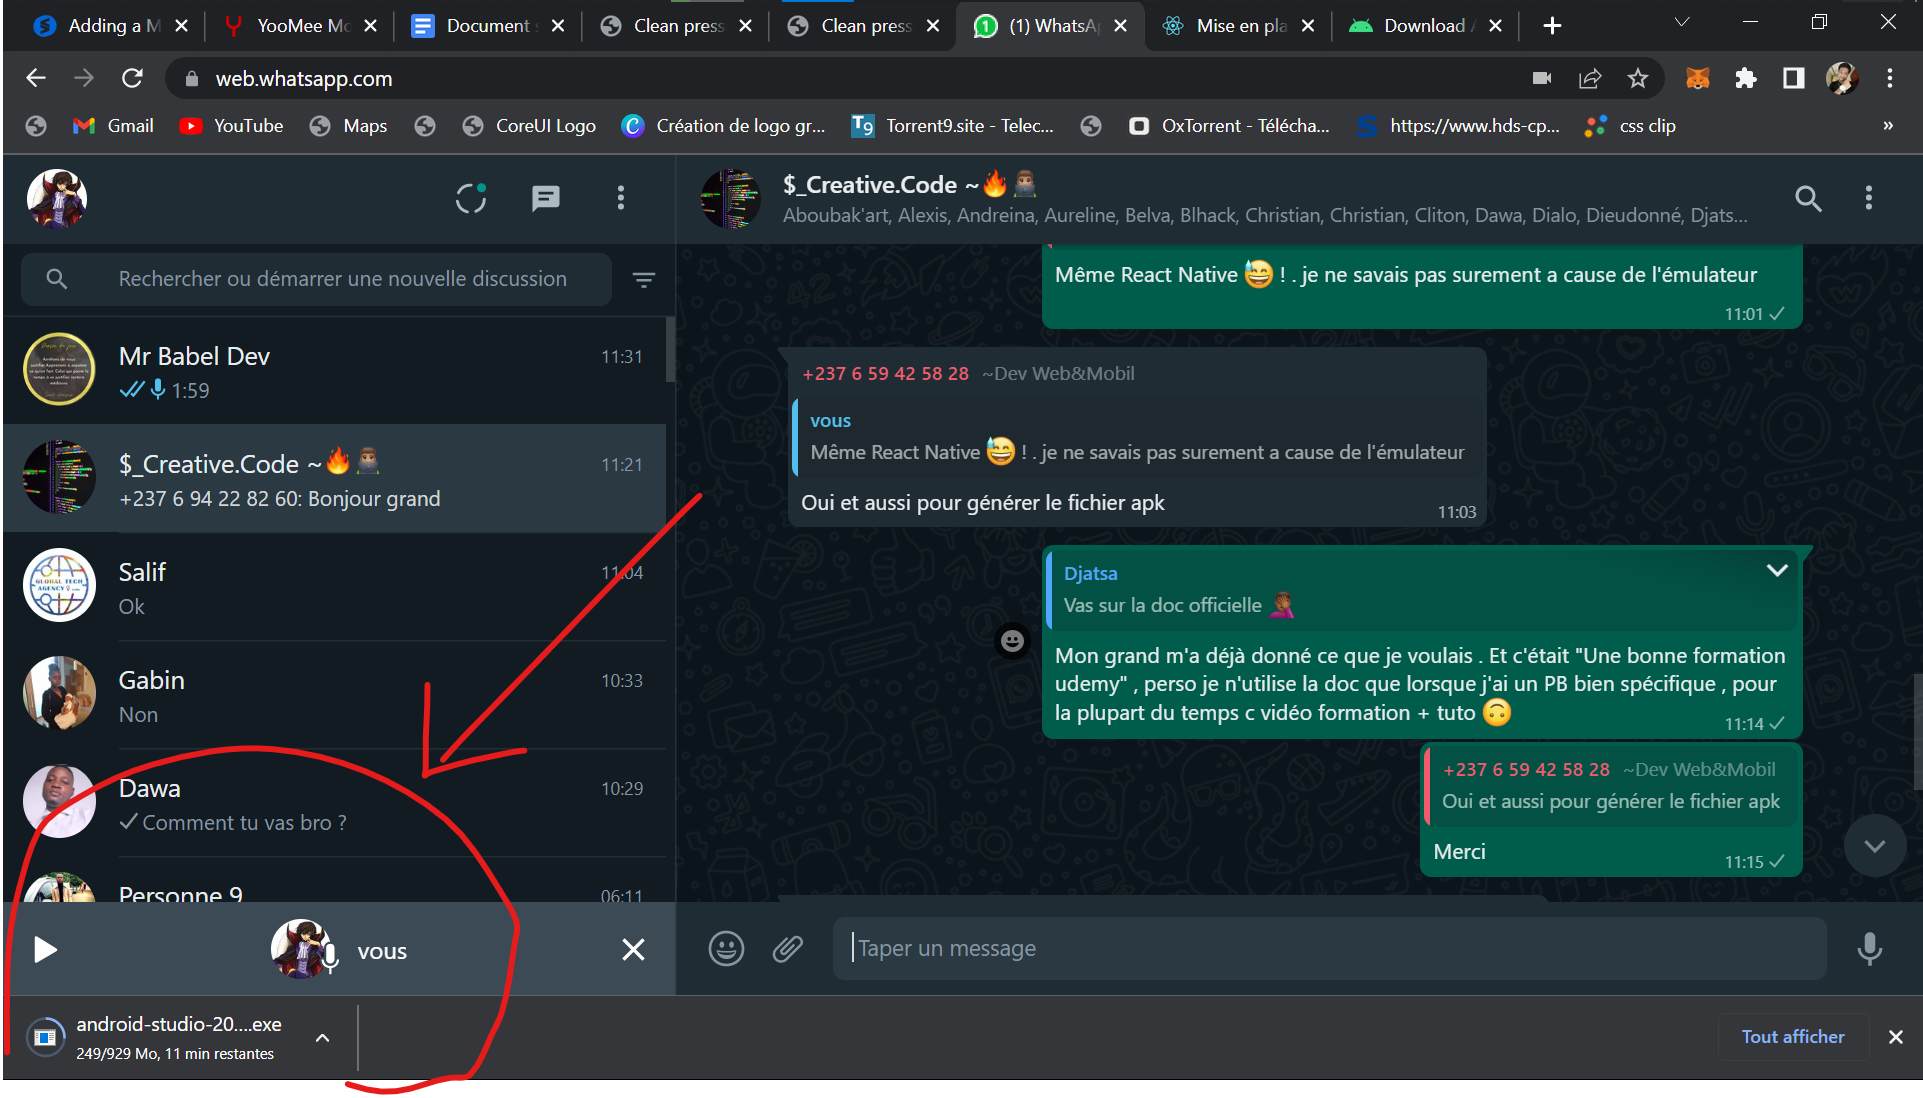 Adding a M
YooMee Mo
Document s
Clean press
Clean press
(1) WhatsAp
Mise en pla
Download A
web.whatsapp.com
Gmail
YouTube
Maps
CoreUI Logo
Création de logo gr...
T9
Torrent9.site - Telec...
OxTorrent - Télécha...
https://www.hds-cp...
css clip
»
$_Creative.Code ~🔥
Aboubak'art, Alexis, Andreina, Aureline, Belva, Blhack, Christian, Christian, Cliton, Dawa, Dialo, Dieudonné, Djats...
Rechercher ou démarrer une nouvelle discussion
Mr Babel Dev
11:31
1:59
$_Creative.Code ~🔥
11:21
+237 6 94 22 82 60: Bonjour grand
Salif
11:04
Ok
GLOBAL TECH
AGENCY
Gabin
10:33
Non
Dawa
10:29
Comment tu vas bro ?
Personne 9
06:11
vous
Même React Native 😅 ! . je ne savais pas surement a cause de l'émulateur
11:01
+237 6 59 42 58 28 ~Dev Web&Mobil
vous
Même React Native 😅 ! . je ne savais pas surement a cause de l'émulateur
Oui et aussi pour générer le fichier apk
11:03
Djatsa
Vas sur la doc officielle
Mon grand m'a déjà donné ce que je voulais . Et c'était "Une bonne formation
udemy" , perso je n'utilise la doc que lorsque j'ai un PB bien spécifique , pour
la plupart du temps c vidéo formation + tuto 🙃
11:14
+237 6 59 42 58 28 ~Dev Web&Mobil
Oui et aussi pour générer le fichier apk
Merci
11:15
Taper un message
android-studio-20....exe
249/929 Mo, 11 min restantes
Tout afficher